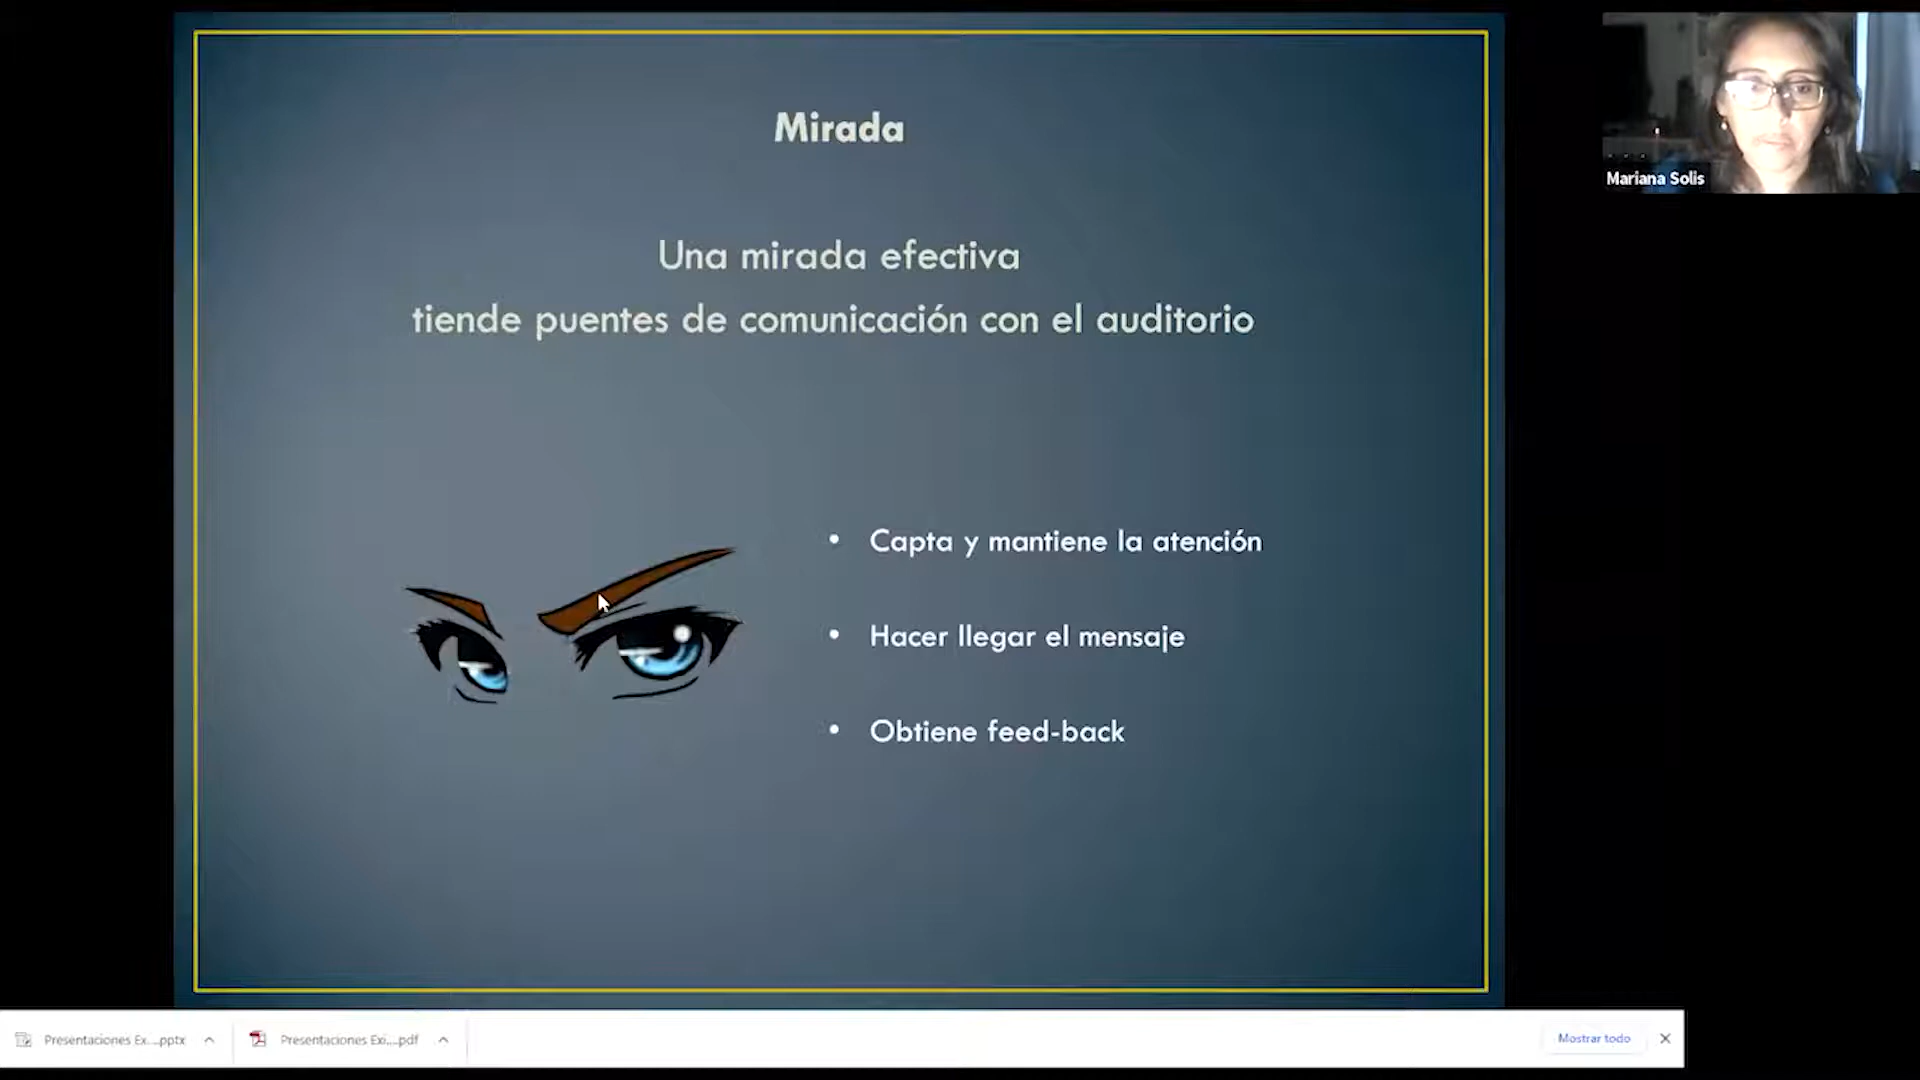 Mirada
Una mirada efectiva
tiende puentes de comunicación con el auditorio
• Capta y mantiene la atención
• Hacer llegar el mensaje
• Obtiene feed-back
Mariana Solis
Presentaciones Ex....pptx
Presentaciones Exi....pdf
Mostrar todo